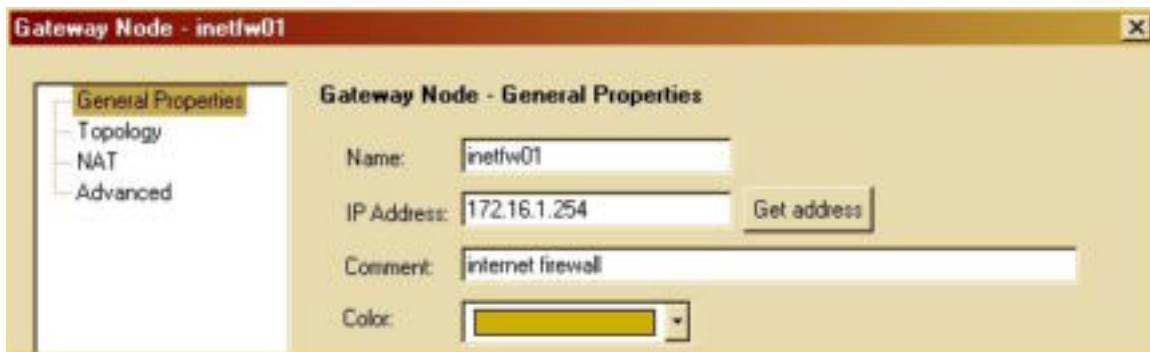 Gateway Node - inetfw01
General Properties
Topology
NAT
Advanced
Gateway Node - General Properties
Name: inetfw01
IP Address: 172.16.1.254 Get address
Comment: internet firewall
Color: